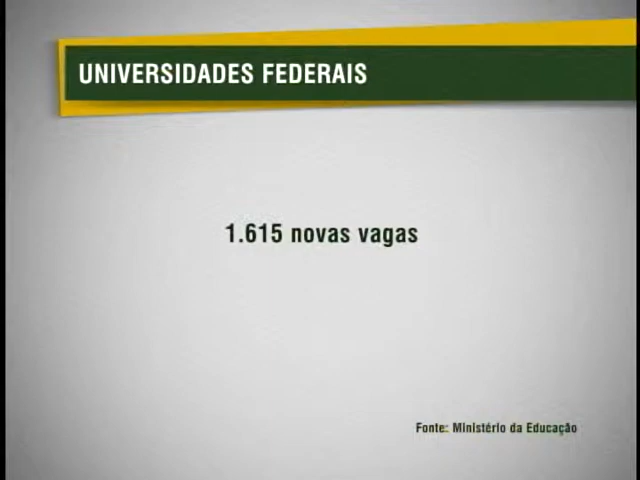 UNIVERSIDADES FEDERAIS
1.615 novas vagas
Fonte: Ministério da Educação